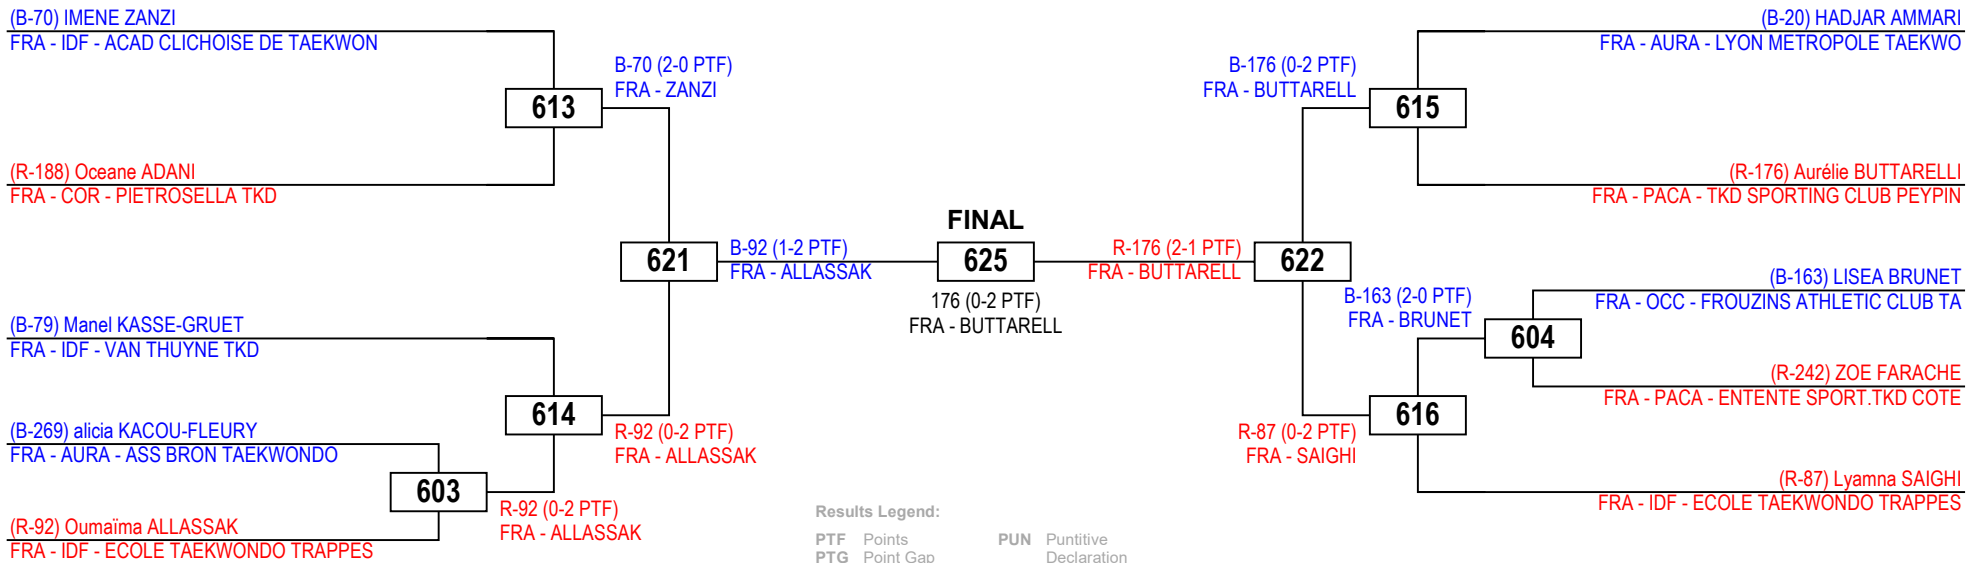 (B-70) IMENE ZANZI
FRA - IDF - ACAD CLICHOISE DE TAEKWON
B-70 (2-0 PTF)
FRA - ZANZI
613
(R-188) Oceane ADANI
FRA - COR - PIETROSELLA TKD
621
B-92 (1-2 PTF)
FRA - ALLASSAK
(B-79) Manel KASSE-GRUET
FRA - IDF - VAN THUYNE TKD
614
R-92 (0-2 PTF)
FRA - ALLASSAK
(B-269) alicia KACOU-FLEURY
FRA - AURA - ASS BRON TAEKWONDO
603
R-92 (0-2 PTF)
FRA - ALLASSAK
(R-92) Oumaïma ALLASSAK
FRA - IDF - ECOLE TAEKWONDO TRAPPES
FINAL
625
176 (0-2 PTF)
FRA - BUTTARELL
(B-20) HADJAR AMMARI
FRA - AURA - LYON METROPOLE TAEKWO
B-176 (0-2 PTF)
FRA - BUTTARELL
615
(R-176) Aurélie BUTTARELLI
FRA - PACA - TKD SPORTING CLUB PEYPIN
R-176 (2-1 PTF)
FRA - BUTTARELL
622
(B-163) LISEA BRUNET
FRA - OCC - FROUZINS ATHLETIC CLUB TA
B-163 (2-0 PTF)
FRA - BRUNET
604
(R-242) ZOE FARACHE
FRA - PACA - ENTENTE SPORT.TKD COTE
616
R-87 (0-2 PTF)
FRA - SAIGHI
(R-87) Lyamna SAIGHI
FRA - IDF - ECOLE TAEKWONDO TRAPPES
Results Legend:
PTF Points PUN Puntitive
PTG Point Gap Declaration